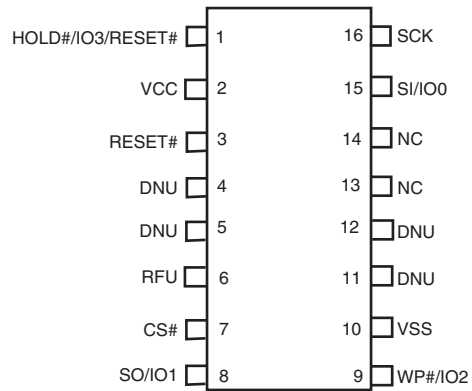 HOLD#/IO3/RESET# 1 16 SCK
VCC 2 15 SI/IO0
RESET# 3 14 NC
DNU 4 13 NC
DNU 5 12 DNU
RFU 6 11 DNU
CS# 7 10 VSS
SO/IO1 8 9 WP#/IO2